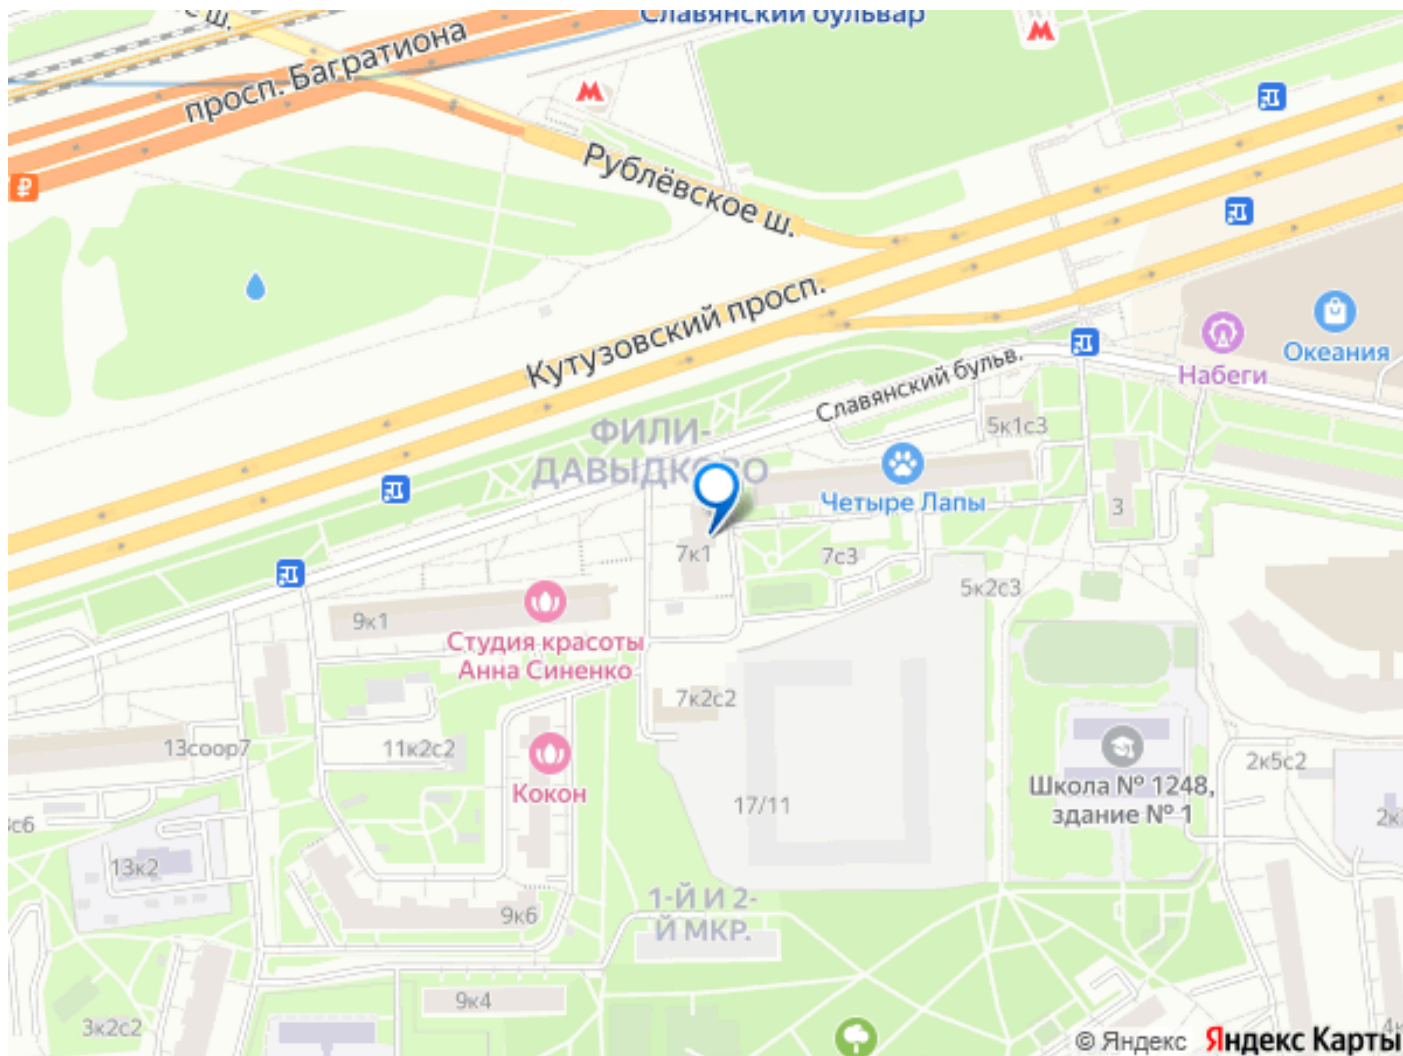 Славянский бульвар
с ш.
просп. Багратиона
Рублёвское ш.
Кутузовский просп.
Океания
Набеги
Славянский бульв.
5к1с3
ФИЛИ-
ДАВЫДКОВО
Четыре Лапы
3
7к1
7с3
5к2с3
9к1
Студия красоты
Анна Синенко
7к2с2
13соор7
11к2с2
2к5с2
Школа № 1248,
здание № 1
Кокон
17/11
13к2
1-Й И 2-
Й МКР.
9к6
9к4
3к2с2
© Яндекс Яндекс Карты